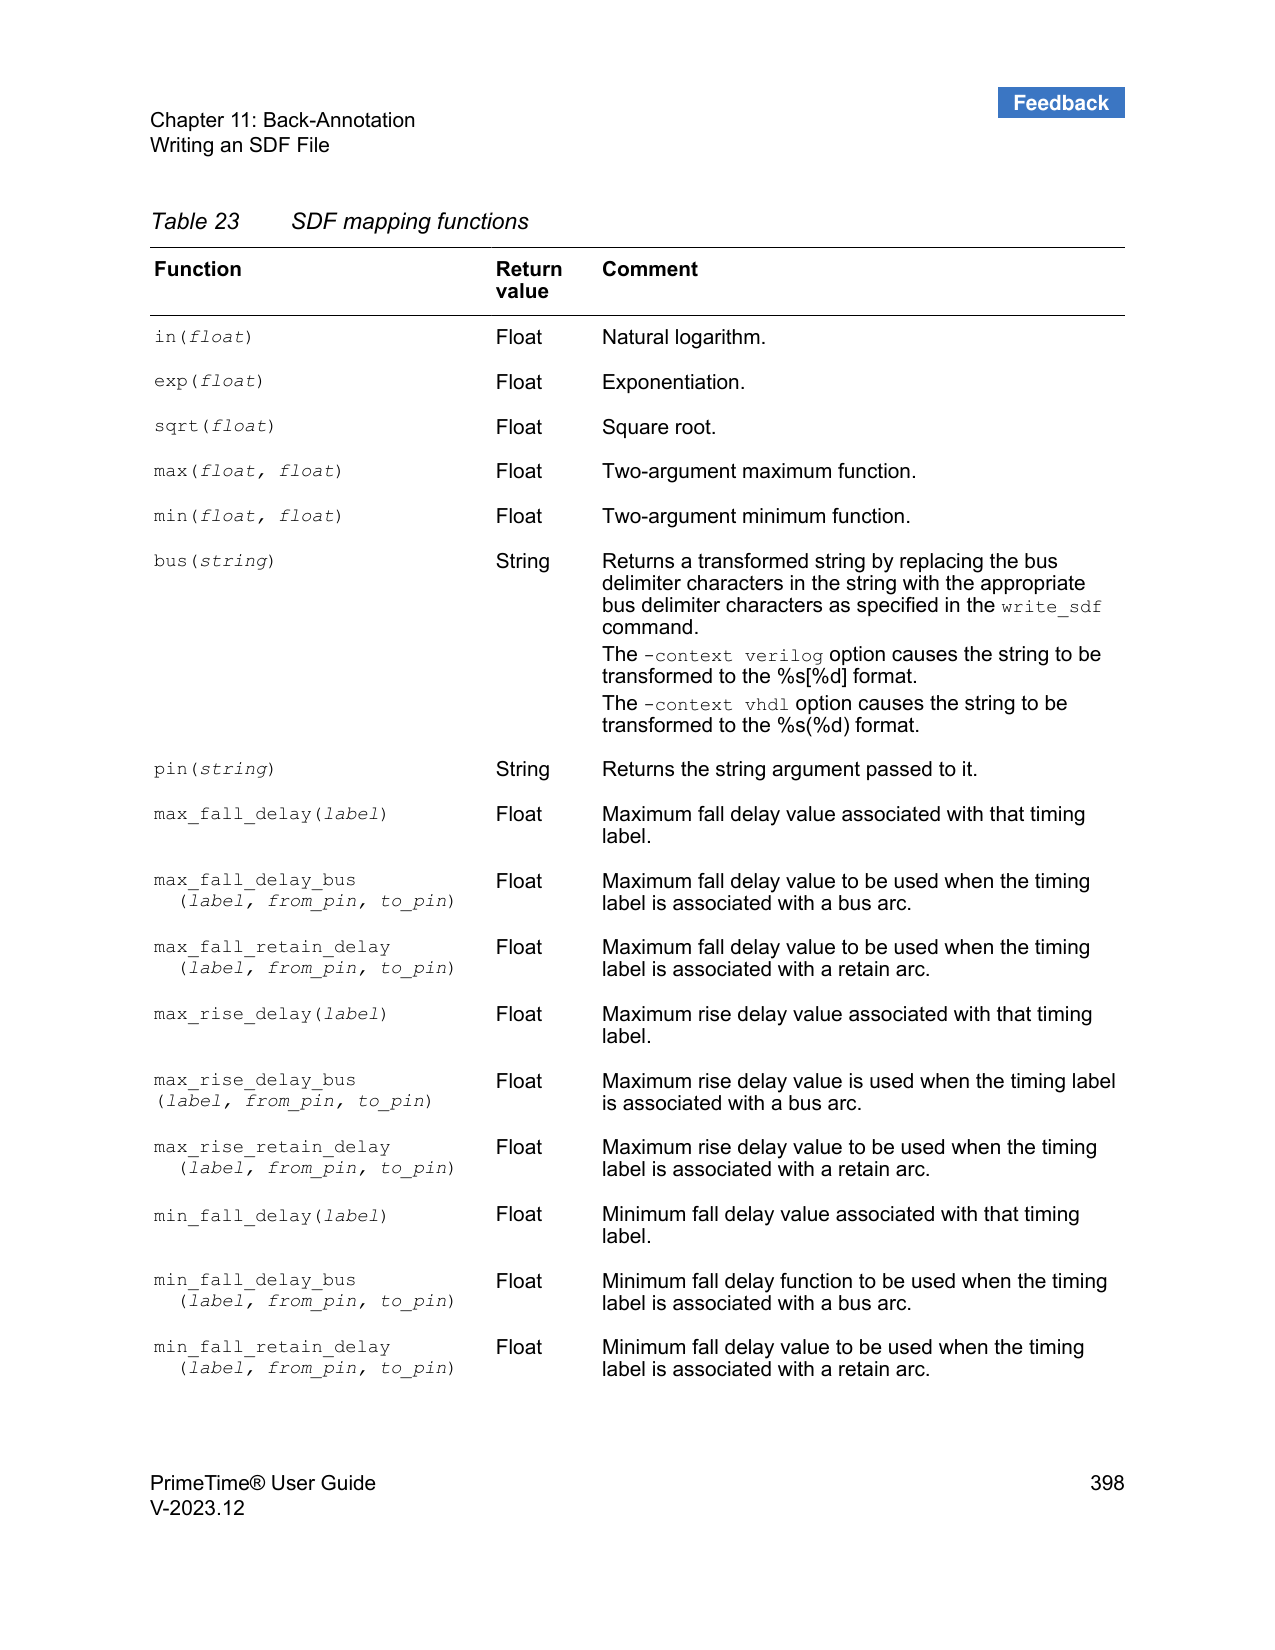 Feedback
Chapter 11: Back-Annotation
Writing an SDF File
Table 23 SDF mapping functions
Function Return value Comment
in(float) Float Natural logarithm.
exp(float) Float Exponentiation.
sqrt(float) Float Square root.
max(float, float) Float Two-argument maximum function.
min(float, float) Float Two-argument minimum function.
bus(string) String Returns a transformed string by replacing the bus
delimiter characters in the string with the appropriate
bus delimiter characters as specified in the write_sdf
command.
The -context verilog option causes the string to be
transformed to the %s[%d] format.
The -context vhdl option causes the string to be
transformed to the %s(%d) format.
pin(string) String Returns the string argument passed to it.
max_fall_delay(label) Float Maximum fall delay value associated with that timing
label.
max_fall_delay_bus Float Maximum fall delay value to be used when the timing
(label, from_pin, to_pin) label is associated with a bus arc.
max_fall_retain_delay Float Maximum fall delay value to be used when the timing
(label, from_pin, to_pin) label is associated with a retain arc.
max_rise_delay(label) Float Maximum rise delay value associated with that timing
label.
max_rise_delay_bus Float Maximum rise delay value is used when the timing label
(label, from_pin, to_pin) is associated with a bus arc.
max_rise_retain_delay Float Maximum rise delay value to be used when the timing
(label, from_pin, to_pin) label is associated with a retain arc.
min_fall_delay(label) Float Minimum fall delay value associated with that timing
label.
min_fall_delay_bus Float Minimum fall delay function to be used when the timing
(label, from_pin, to_pin) label is associated with a bus arc.
min_fall_retain_delay Float Minimum fall delay value to be used when the timing
(label, from_pin, to_pin) label is associated with a retain arc.
PrimeTime® User Guide 398
V-2023.12